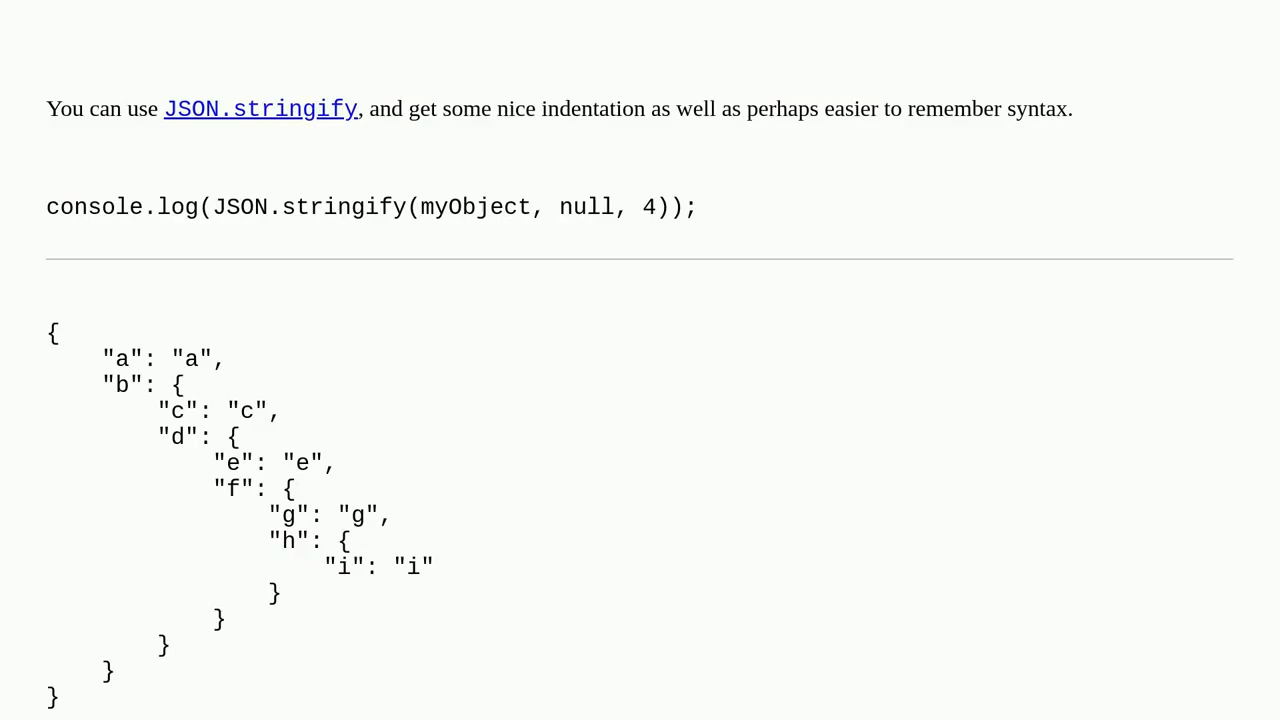 You can use JSON.stringify, and get some nice indentation as well as perhaps easier to remember syntax.
console.log(JSON.stringify(myObject, null, 4));
{
    "a": "a",
    "b": {
        "c": "c",
        "d": {
            "e": "e",
            "f": {
                "g": "g",
                "h": {
                    "i": "i"
                }
            }
        }
    }
}